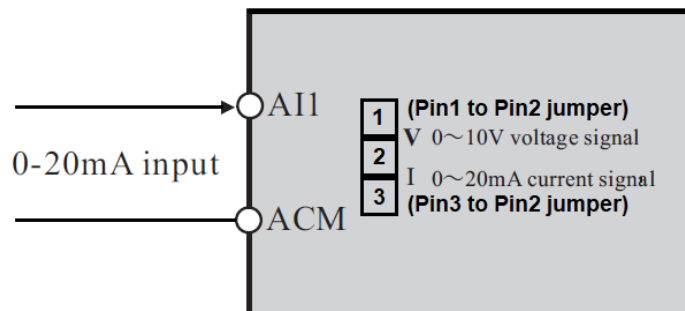 AI1
0-20mA input
ACM
1
2
3
(Pin1 to Pin2 jumper)
V 0～10V voltage signal
I 0～20mA current signal
(Pin3 to Pin2 jumper)